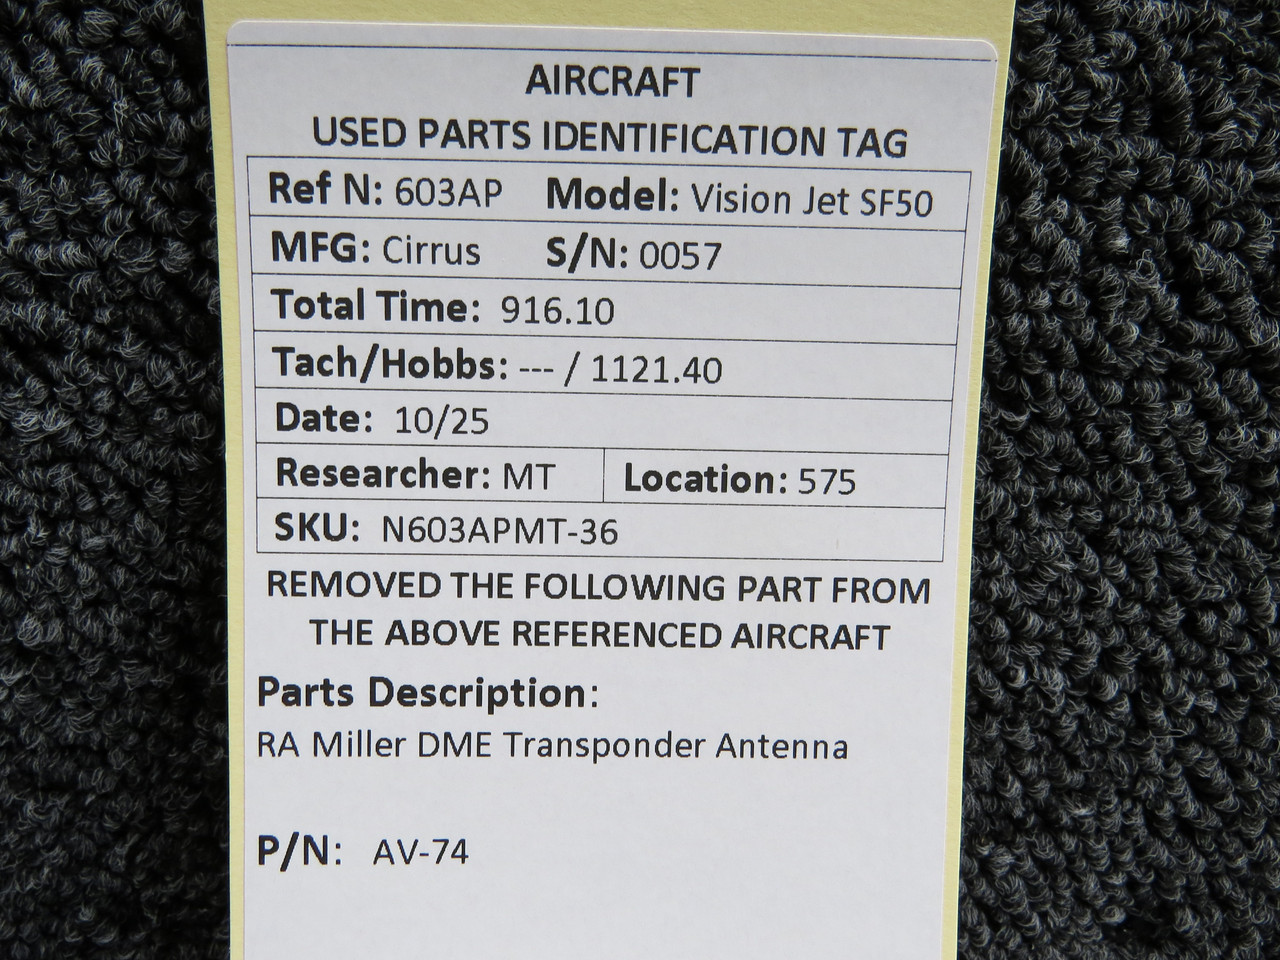 AIRCRAFT
USED PARTS IDENTIFICATION TAG
Ref N: 603AP Model: Vision Jet SF50
MFG: Cirrus S/N: 0057
Total Time: 916.10
Tach/Hobbs: --- / 1121.40
Date: 10/25
Researcher: MT Location: 575
SKU: N603APMT-36
REMOVED THE FOLLOWING PART FROM
THE ABOVE REFERENCED AIRCRAFT
Parts Description:
RA Miller DME Transponder Antenna
P/N: AV-74